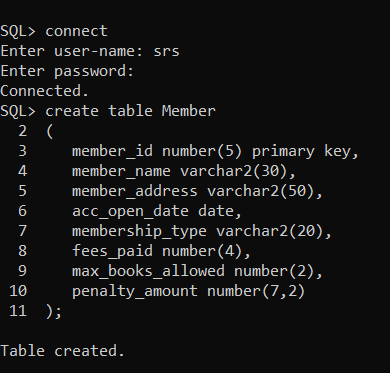 SQL> connect
Enter user-name: srs
Enter password:
Connected.
SQL> create table Member
  2  (
  3     member_id number(5) primary key,
  4     member_name varchar2(30),
  5     member_address varchar2(50),
  6     acc_open_date date,
  7     membership_type varchar2(20),
  8     fees_paid number(4),
  9     max_books_allowed number(2),
 10     penalty_amount number(7,2)
 11  );
Table created.